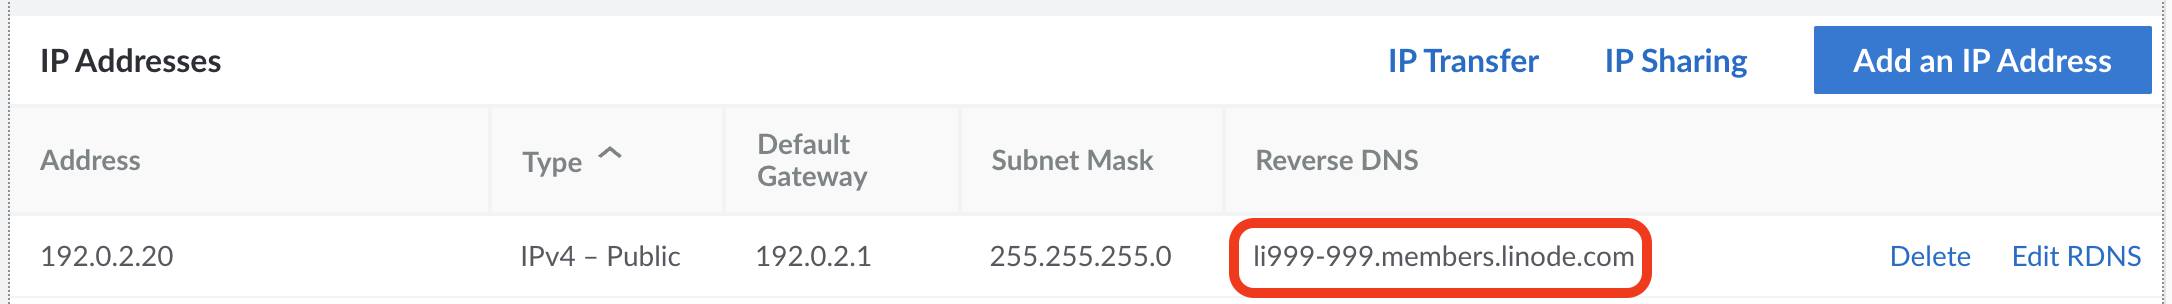 IP Addresses IP Transfer IP Sharing Add an IP Address
Address Type Default Gateway Subnet Mask Reverse DNS
192.0.2.20 IPv4 – Public 192.0.2.1 255.255.255.0 li999-999.members.linode.com Delete Edit RDNS